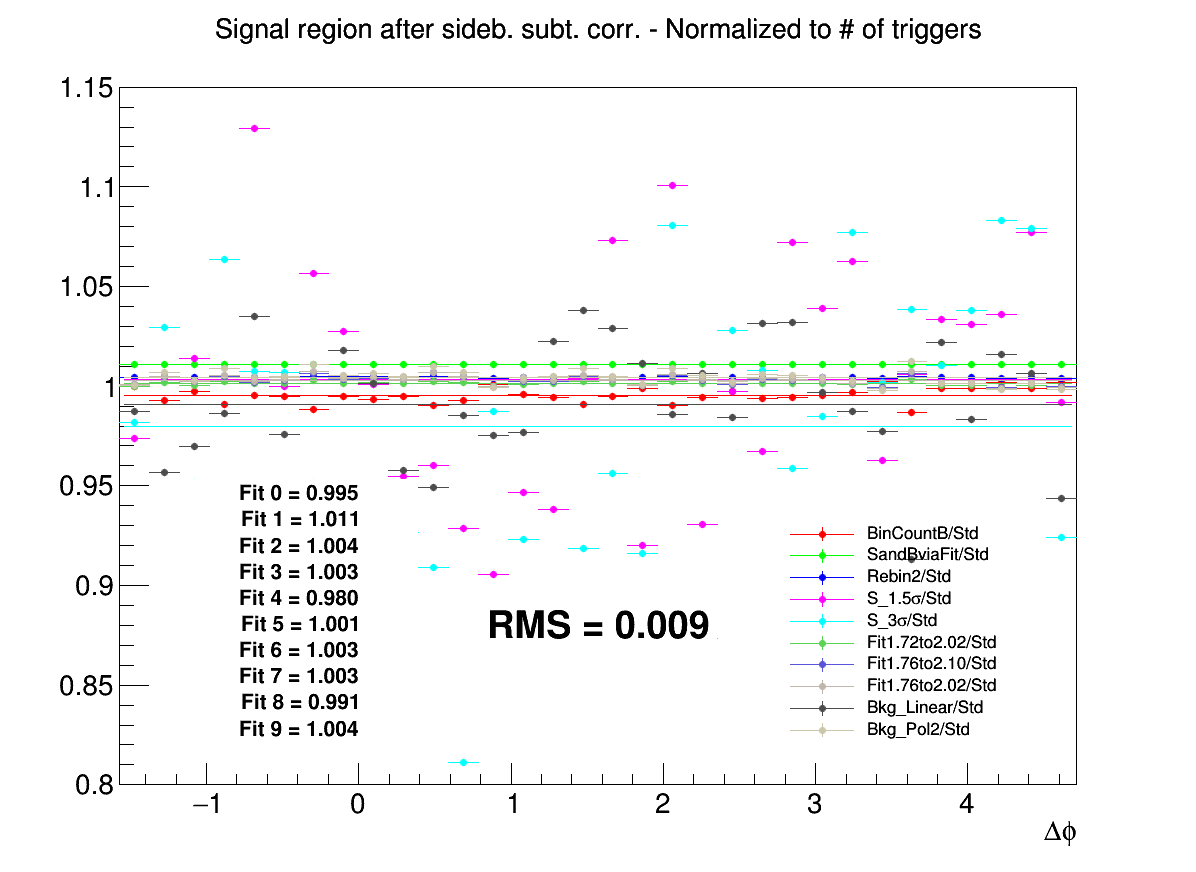 Signal region after sideb. subt. corr. - Normalized to # of triggers
1.15
1.1
1.05
1
0.95
0.9
0.85
0.8
Fit 0 = 0.995
Fit 1 = 1.011
Fit 2 = 1.004
Fit 3 = 1.003
Fit 4 = 0.980
Fit 5 = 1.001
Fit 6 = 1.003
Fit 7 = 1.003
Fit 8 = 0.991
Fit 9 = 1.004
RMS = 0.009
BinCountB/Std
SandBviaFit/Std
Rebin2/Std
S_1.5σ/Std
S_3σ/Std
Fit1.72to2.02/Std
Fit1.76to2.10/Std
Fit1.76to2.02/Std
Bkg_Linear/Std
Bkg_Pol2/Std
−1 0 1 2 3 4
Δϕ